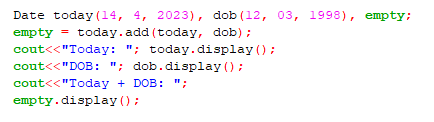 Date today(14, 4, 2023), dob(12, 03, 1998), empty;
empty = today.add(today, dob);
cout<<"Today: "; today.display();
cout<<"DOB: "; dob.display();
cout<<"Today + DOB: ";
empty.display();